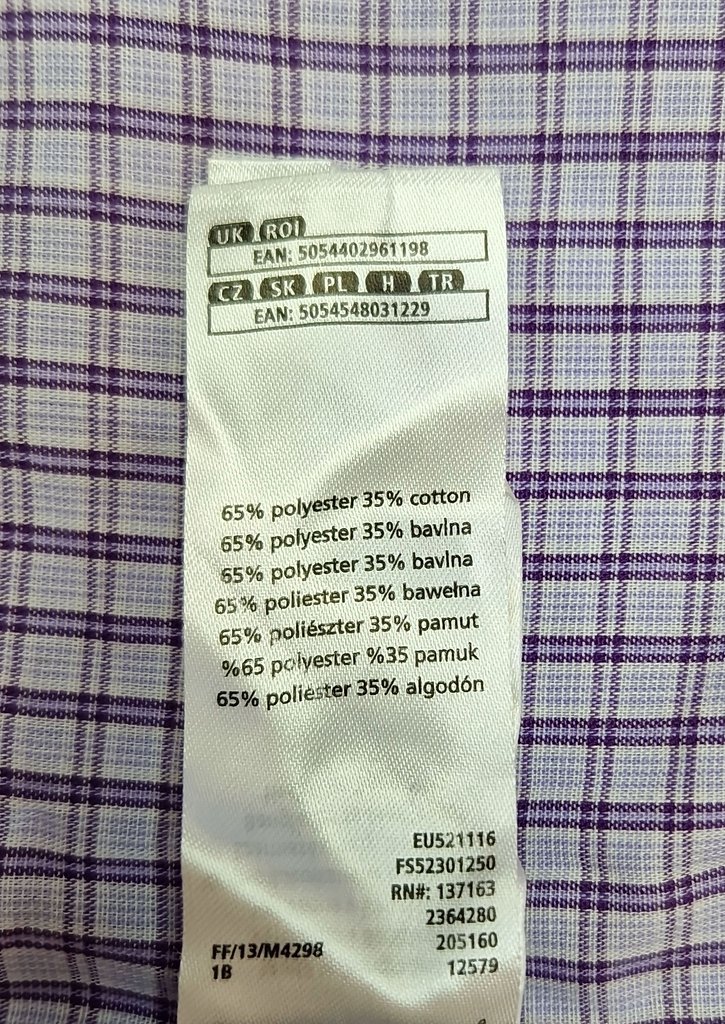 UK ROI
EAN: 5054402961198
CZ SK PL H TR
EAN: 5054548031229
65% polyester 35% cotton
65% polyester 35% bavlna
65% polyester 35% bavlna
65% poliester 35% bawełna
65% poliészter 35% pamut
%65 polyester %35 pamuk
65% poliester 35% algodón
EU521116
FS52301250
RN#: 137163
2364280
FF/13/M4298 205160
1B 12579